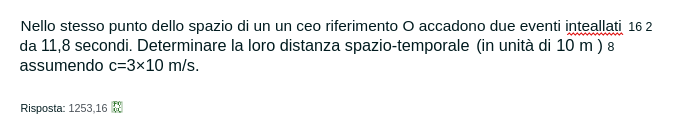 Nello stesso punto dello spazio di un un ceo riferimento O accadono due eventi inteallati 16 2
da 11,8 secondi. Determinare la loro distanza spazio-temporale (in unità di 10 m ) 8
assumendo c=3×10 m/s.
Risposta: 1253,16